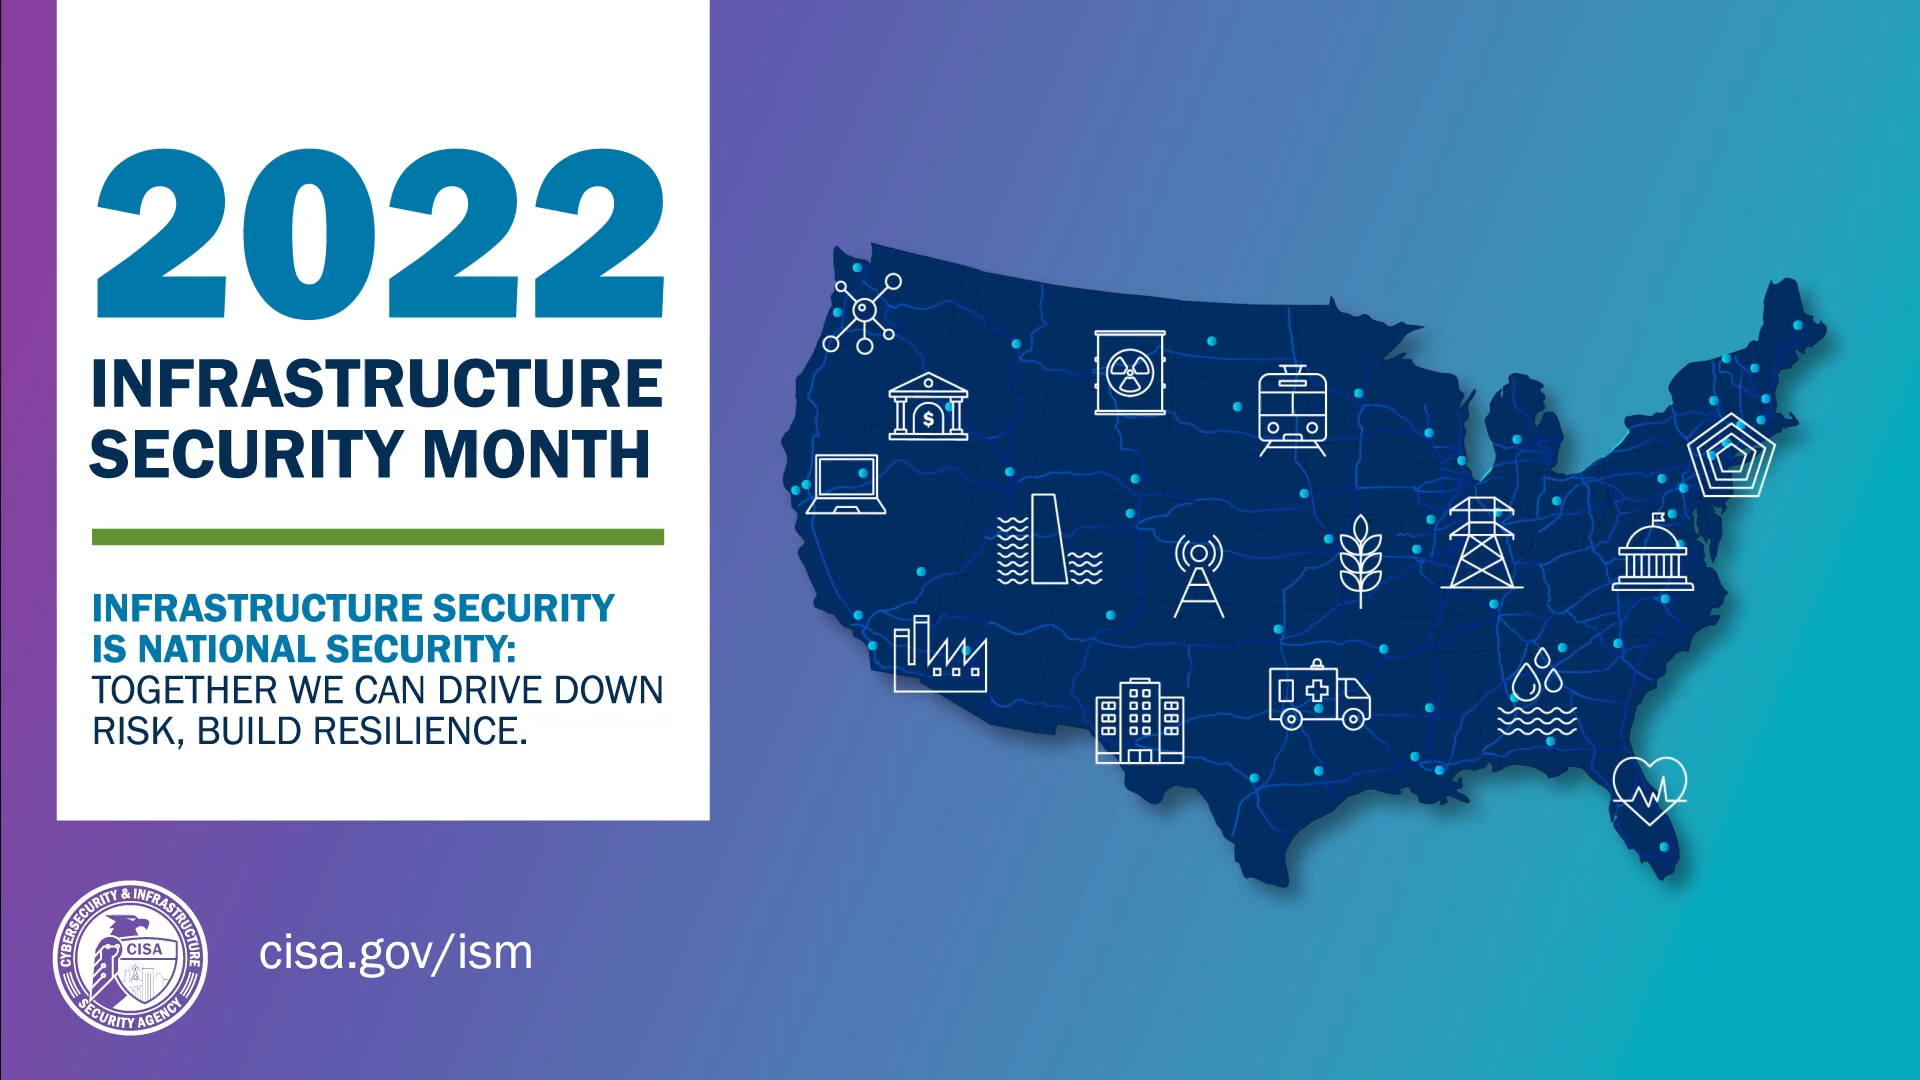 2022
INFRASTRUCTURE
SECURITY MONTH
INFRASTRUCTURE SECURITY
IS NATIONAL SECURITY:
TOGETHER WE CAN DRIVE DOWN
RISK, BUILD RESILIENCE.
$
CYBERSECURITY & INFRASTRUCTURE
CISA
SECURITY AGENCY
cisa.gov/ism